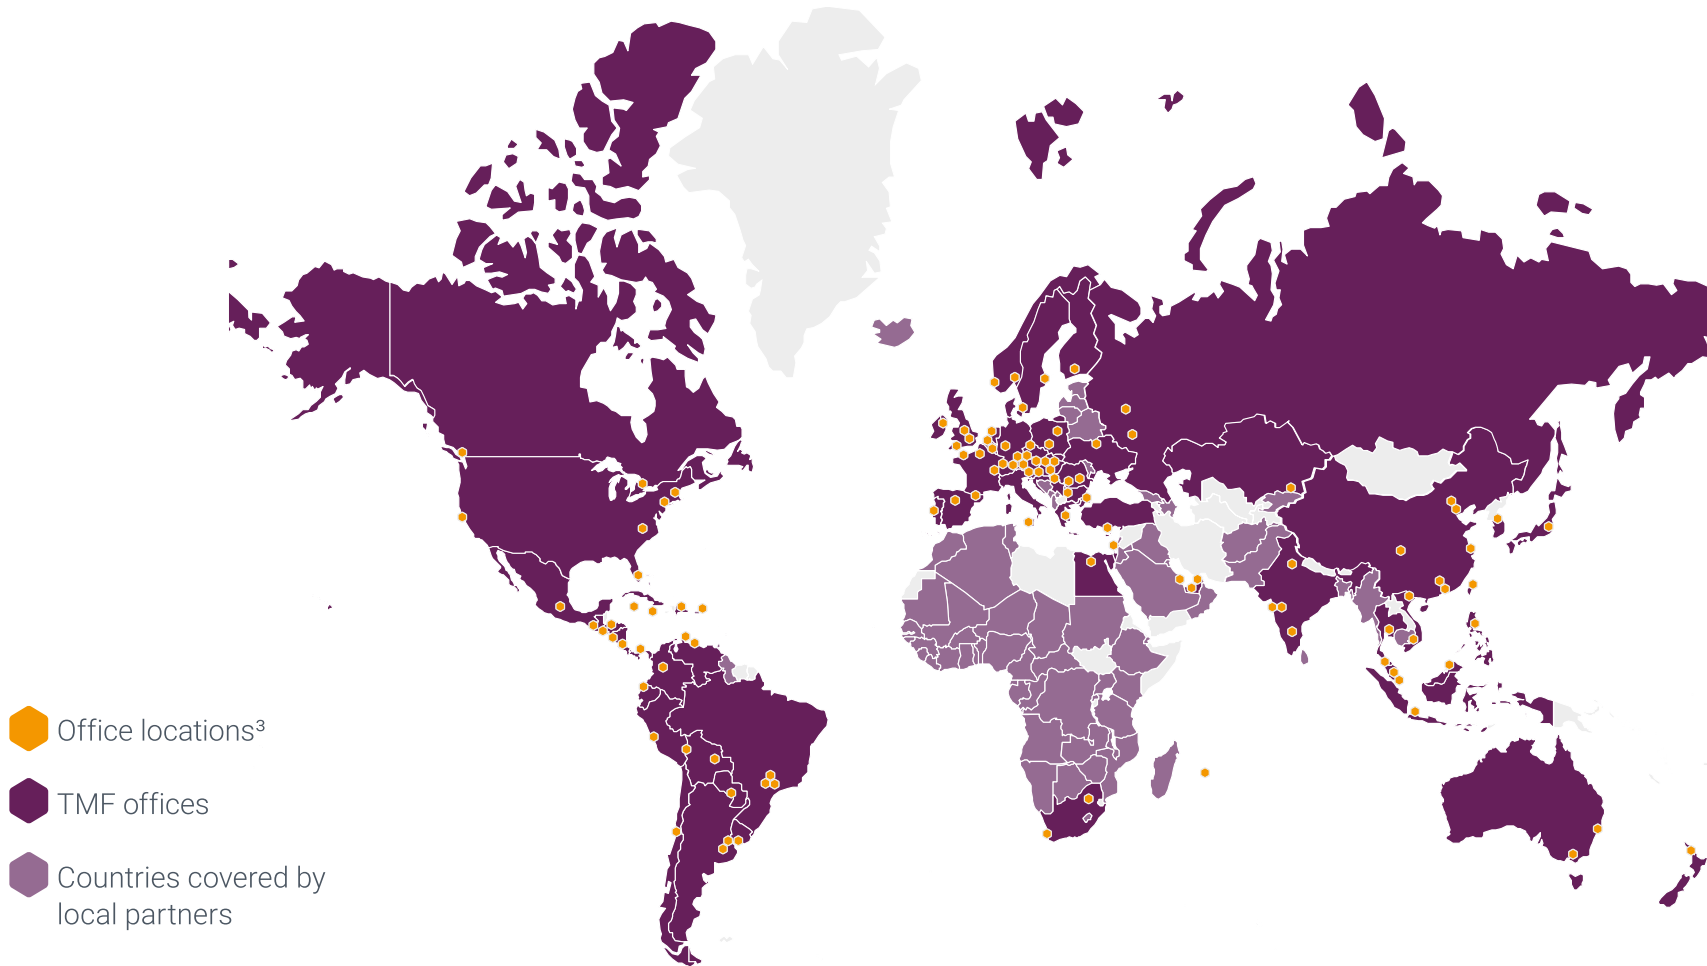 Office locations³
TMF offices
Countries covered by
local partners